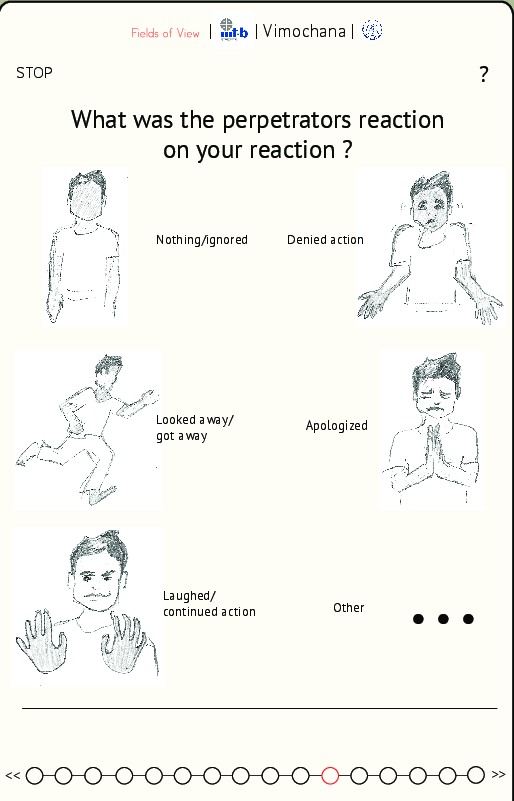 Fields of View | iiit-b | Vimochana |
STOP ?
What was the perpetrators reaction
on your reaction ?
Nothing/ignored
Denied action
Looked away/
got away
Apologized
Laughed/
continued action
Other
<< >>